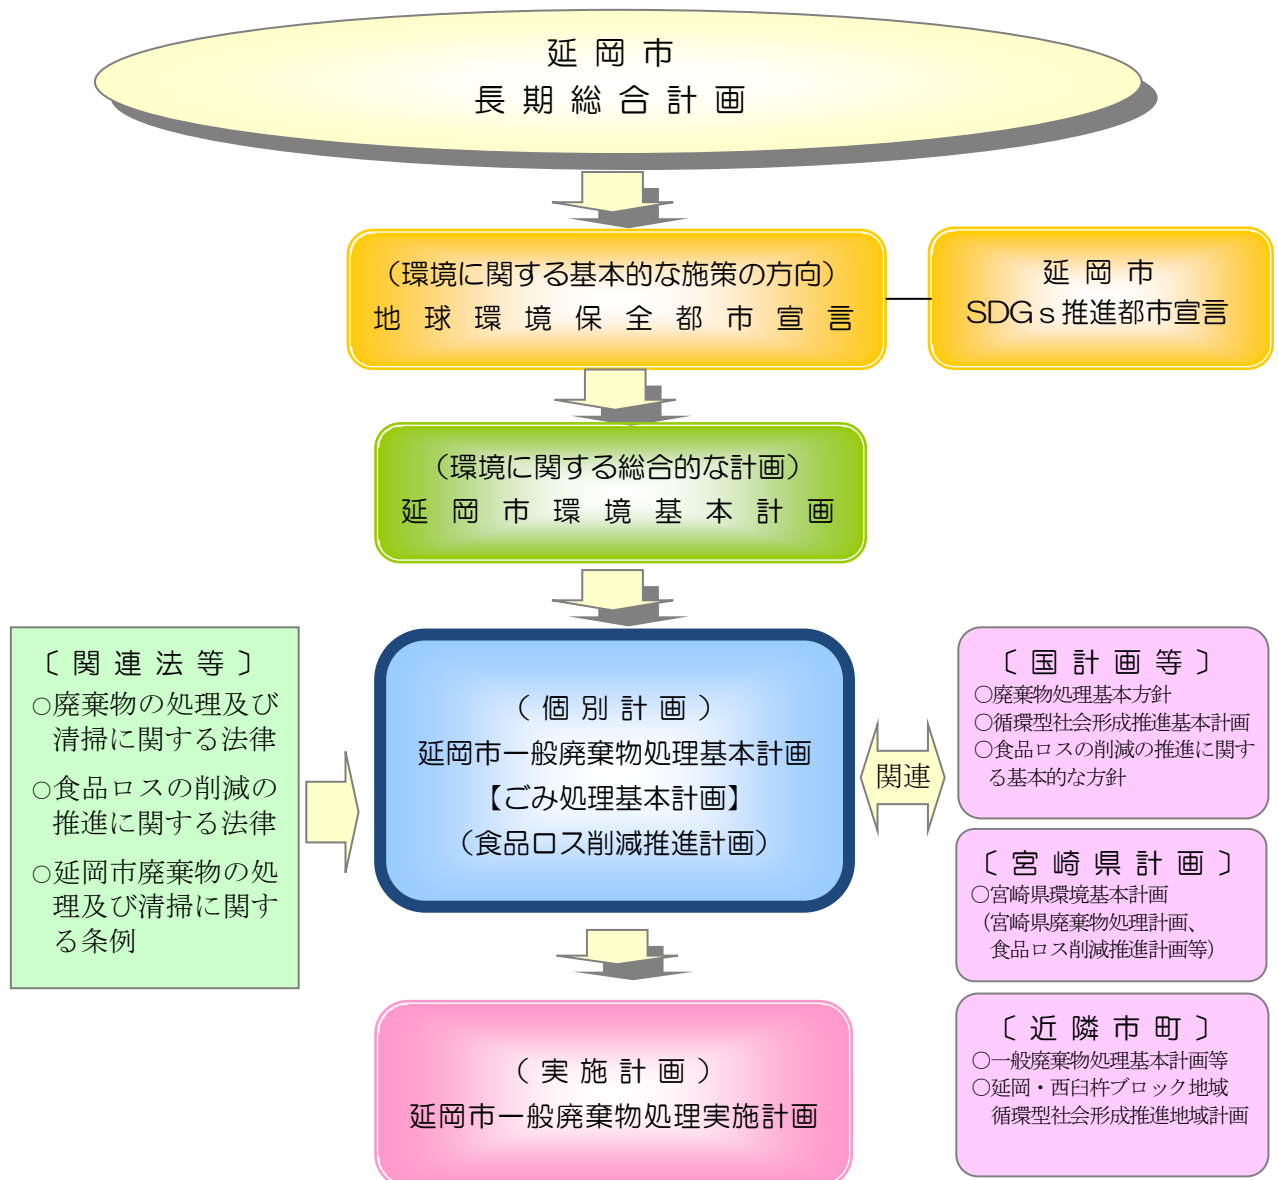 延岡市
長期総合計画
（環境に関する基本的な施策の方向）
地球環境保全都市宣言
延岡市
SDGｓ推進都市宣言
（環境に関する総合的な計画）
延岡市環境基本計画
〔関連法等〕
○廃棄物の処理及び
清掃に関する法律
○食品ロスの削減の
推進に関する法律
○延岡市廃棄物の処
理及び清掃に関す
る条例
（個別計画）
延岡市一般廃棄物処理基本計画
【ごみ処理基本計画】
（食品ロス削減推進計画）
関連
〔国計画等〕
○廃棄物処理基本方針
○循環型社会形成推進基本計画
○食品ロスの削減の推進に関す
る基本的な方針
〔宮崎県計画〕
○宮崎県環境基本計画
（宮崎県廃棄物処理計画、
食品ロス削減推進計画等）
〔近隣市町〕
○一般廃棄物処理基本計画等
○延岡・西臼杵ブロック地域
循環型社会形成推進地域計画
（実施計画）
延岡市一般廃棄物処理実施計画